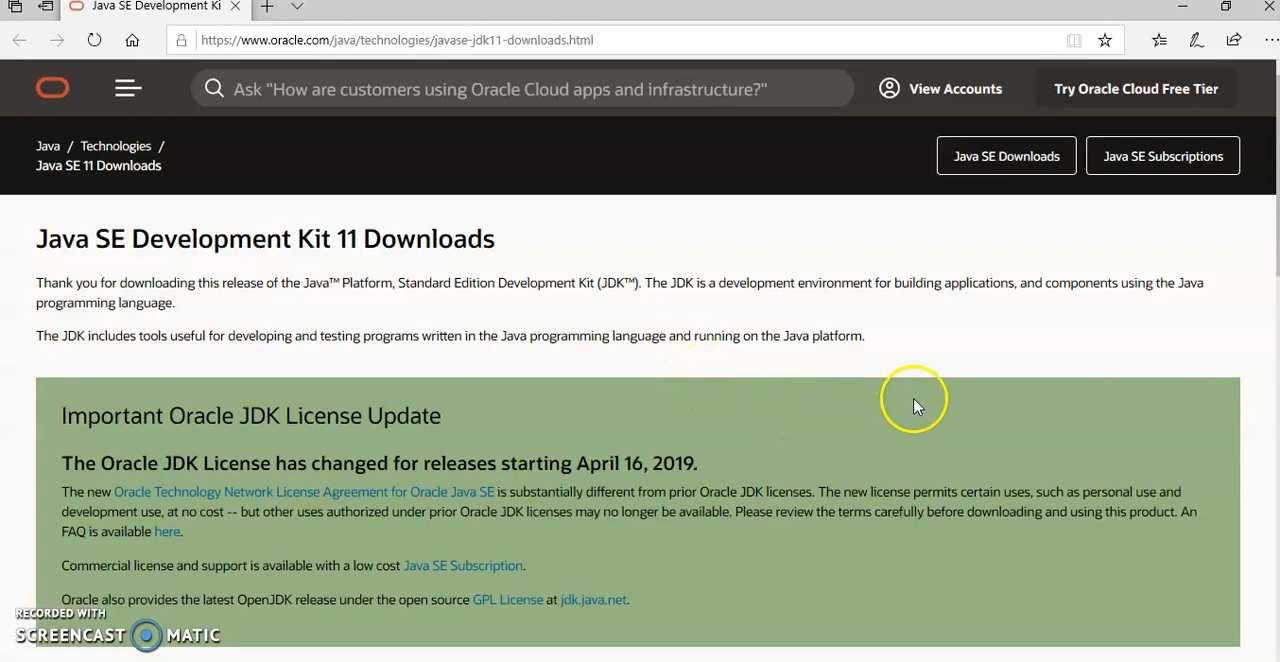 Java SE Development Ki
https://www.oracle.com/java/technologies/javase-jdk11-downloads.html
Ask "How are customers using Oracle Cloud apps and infrastructure?"
View Accounts
Try Oracle Cloud Free Tier
Java / Technologies /
Java SE 11 Downloads
Java SE Downloads
Java SE Subscriptions
Java SE Development Kit 11 Downloads
Thank you for downloading this release of the Java™ Platform, Standard Edition Development Kit (JDK™). The JDK is a development environment for building applications, and components using the Java
programming language.
The JDK includes tools useful for developing and testing programs written in the Java programming language and running on the Java platform.
Important Oracle JDK License Update
The Oracle JDK License has changed for releases starting April 16, 2019.
The new Oracle Technology Network License Agreement for Oracle Java SE is substantially different from prior Oracle JDK licenses. The new license permits certain uses, such as personal use and
development use, at no cost -- but other uses authorized under prior Oracle JDK licenses may no longer be available. Please review the terms carefully before downloading and using this product. An
FAQ is available here.
Commercial license and support is available with a low cost Java SE Subscription.
Oracle also provides the latest OpenJDK release under the open source GPL License at jdk.java.net.
RECORDED WITH
SCREENCAST MATIC